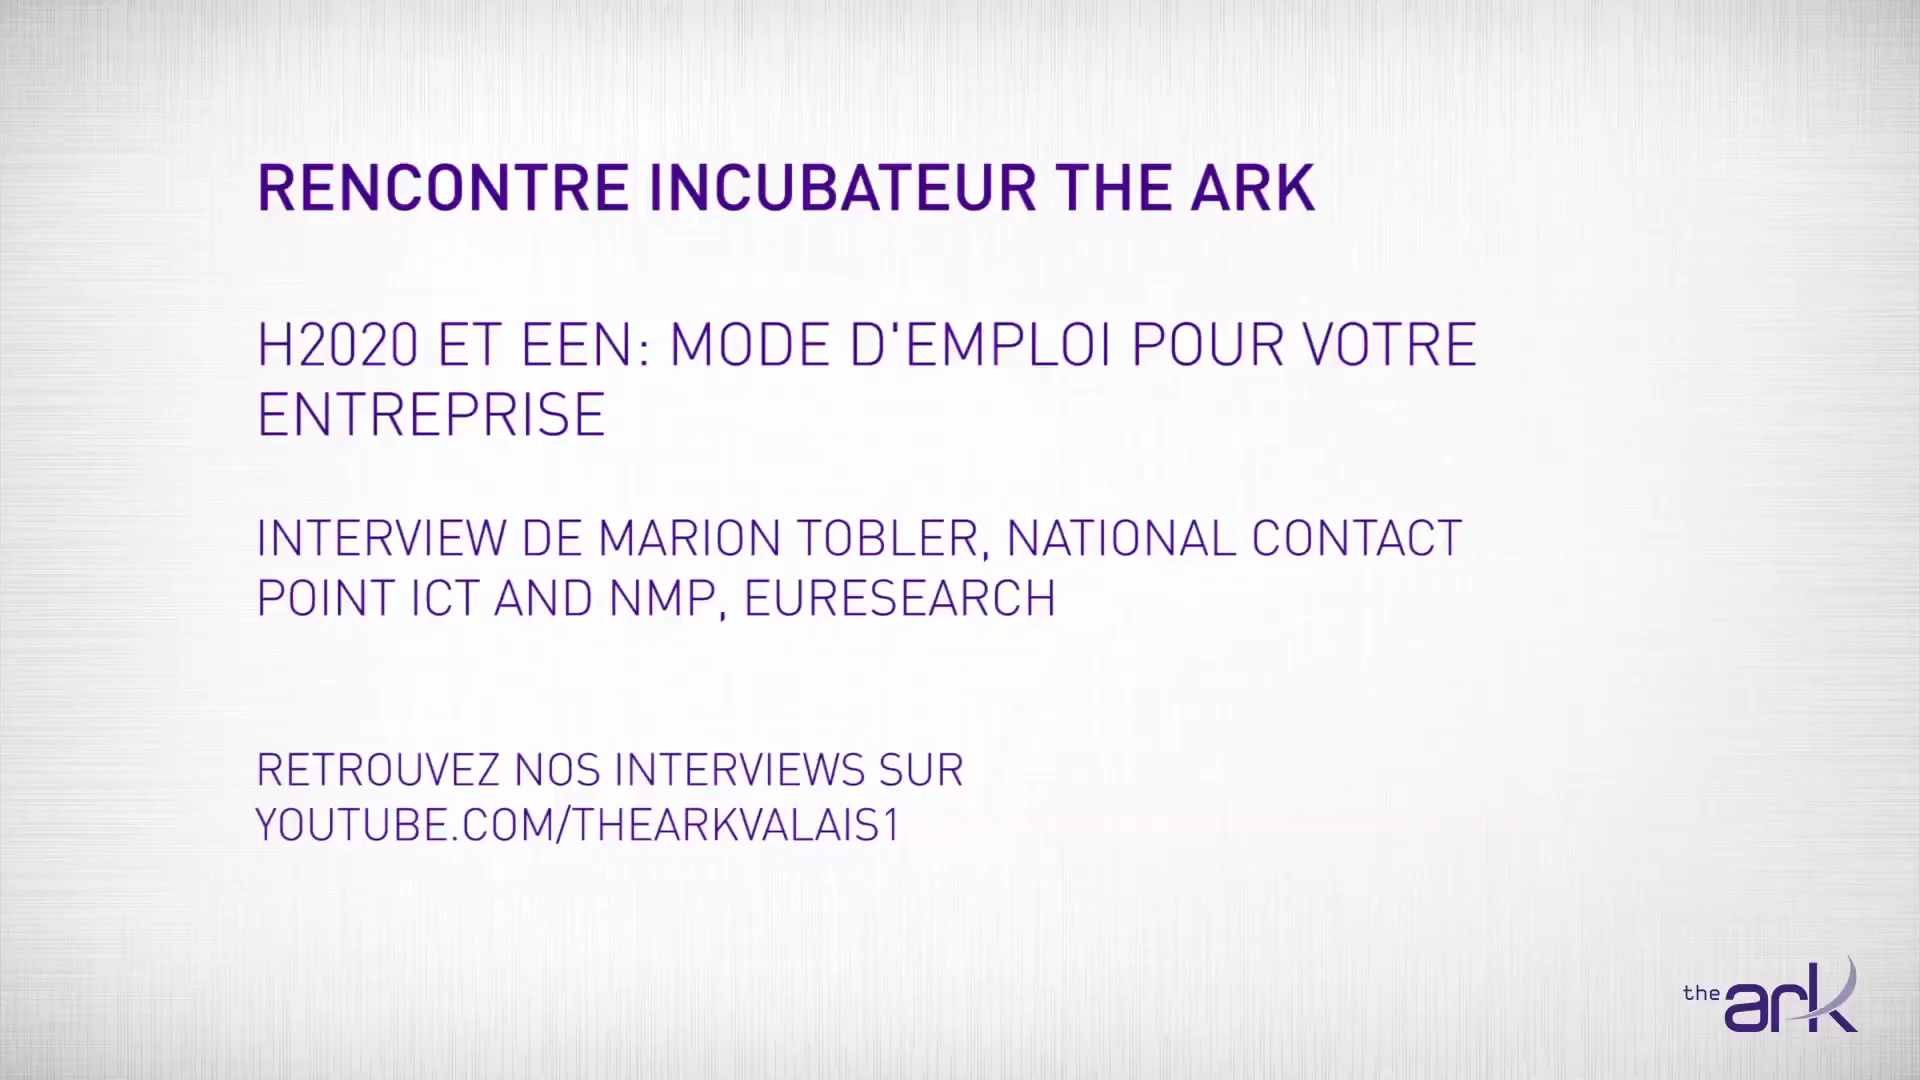 RENCONTRE INCUBATEUR THE ARK
H2020 ET EEN: MODE D'EMPLOI POUR VOTRE
ENTREPRISE
INTERVIEW DE MARION TOBLER, NATIONAL CONTACT
POINT ICT AND NMP, EURESEARCH
RETROUVEZ NOS INTERVIEWS SUR
YOUTUBE.COM/THEARKVALAIS1
the ark